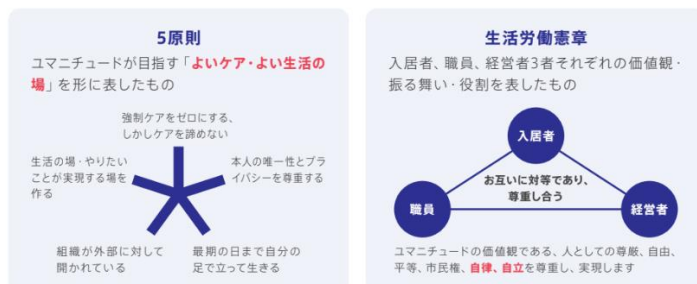 5原則
ユマニチュードが目指す「よいケア・よい生活の
場」を形に表したもの
強制ケアをゼロにする、
しかしケアを諦めない
生活の場・やりたい
ことが実現する場を
作る
本人の唯一性とプラ
イバシーを尊重する
組織が外部に対して
開かれている
最期の日まで自分の
足で立って生きる
生活労働憲章
入居者、職員、経営者3者それぞれの価値観・
振る舞い・役割を表したもの
入居者
お互いに対等であり、
尊重し合う
職員
経営者
ユマニチュードの価値観である、人としての尊厳、自由、
平等、市民権、自律、自立を尊重し、実現します